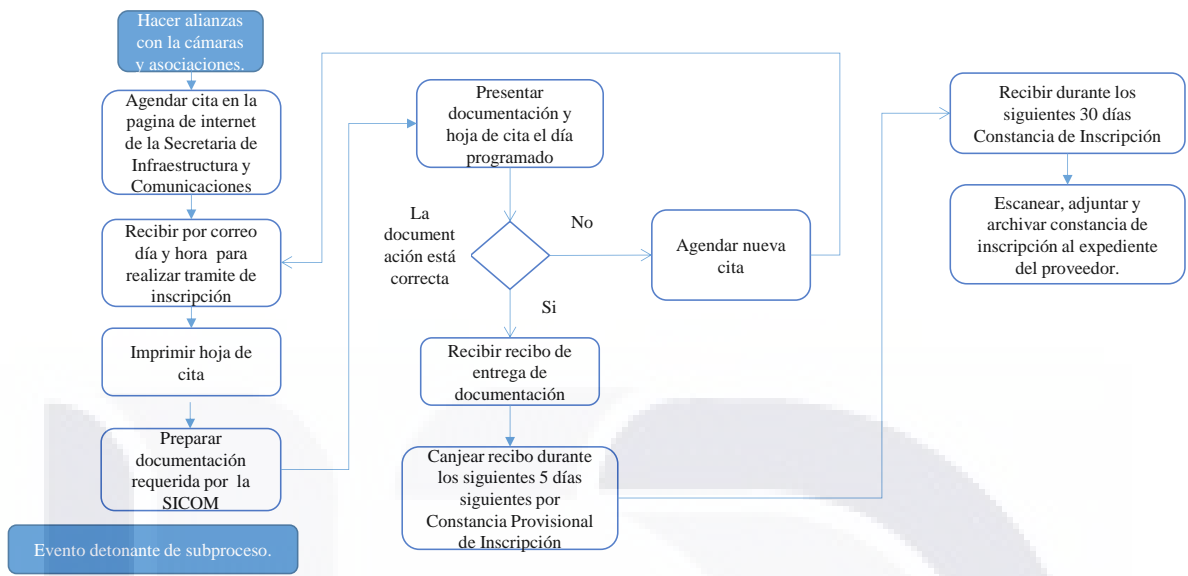 Hacer alianzas
con la cámaras
y asociaciones.
Agendar cita en la
pagina de internet
de la Secretaria de
Infraestructura y
Comunicaciones
Recibir por correo
día y hora para
realizar tramite de
inscripción
Imprimir hoja de
cita
Preparar
documentación
requerida por la
SICOM
Evento detonante de subproceso.
Presentar
documentación y
hoja de cita el día
programado
La
document
ación está
correcta
No
Agendar nueva
cita
Si
Recibir recibo de
entrega de
documentación
Canjear recibo durante
los siguientes 5 días
siguientes por
Constancia Provisional
de Inscripción
Recibir durante los
siguientes 30 días
Constancia de Inscripción
Escanear, adjuntar y
archivar constancia de
inscripción al expediente
del proveedor.